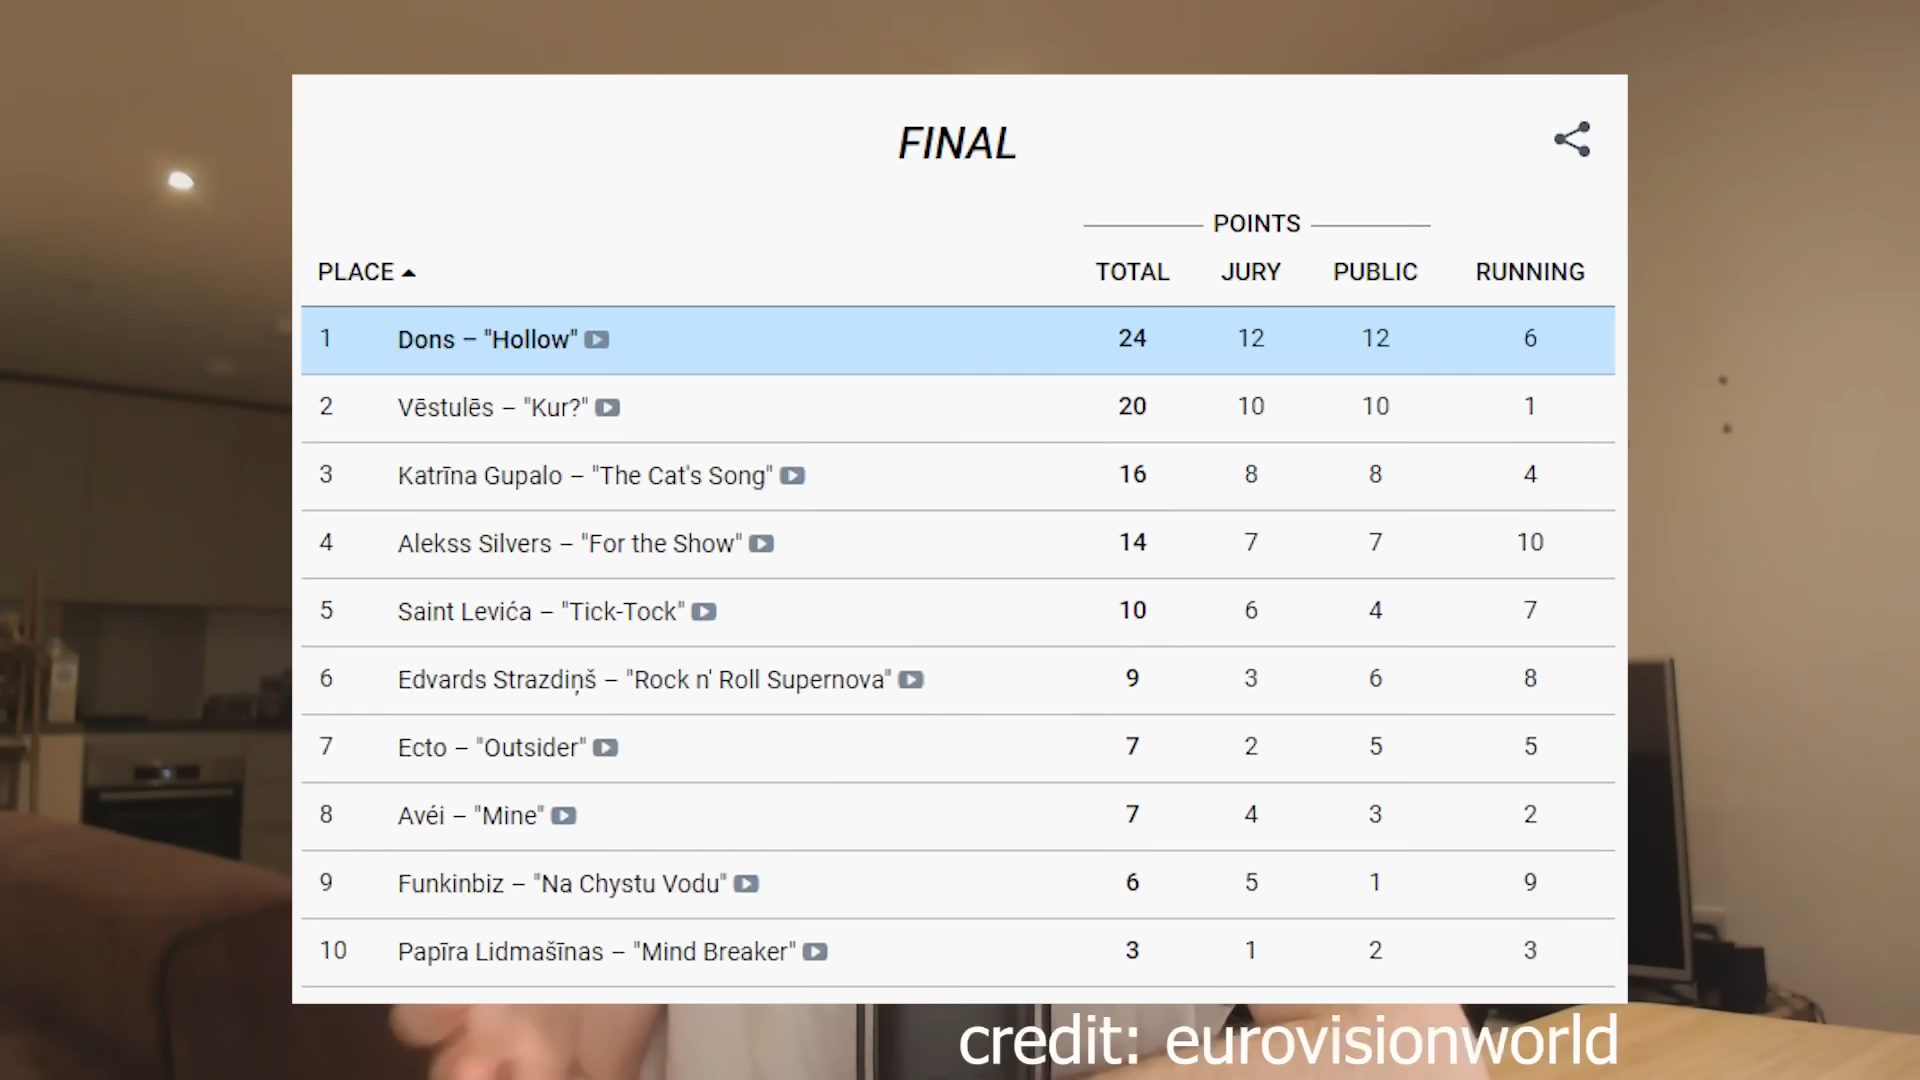 FINAL
POINTS
PLACE TOTAL JURY PUBLIC RUNNING
1 Dons – "Hollow" 24 12 12 6
2 Vēstulēs – "Kur?" 20 10 10 1
3 Katrīna Gupalo – "The Cat's Song" 16 8 8 4
4 Alekss Silvers – "For the Show" 14 7 7 10
5 Saint Levića – "Tick-Tock" 10 6 4 7
6 Edvards Strazdiņš – "Rock n' Roll Supernova" 9 3 6 8
7 Ecto – "Outsider" 7 2 5 5
8 Avéi – "Mine" 7 4 3 2
9 Funkinbiz – "Na Chystu Vodu" 6 5 1 9
10 Papīra Lidmašīnas – "Mind Breaker" 3 1 2 3
credit: eurovisionworld